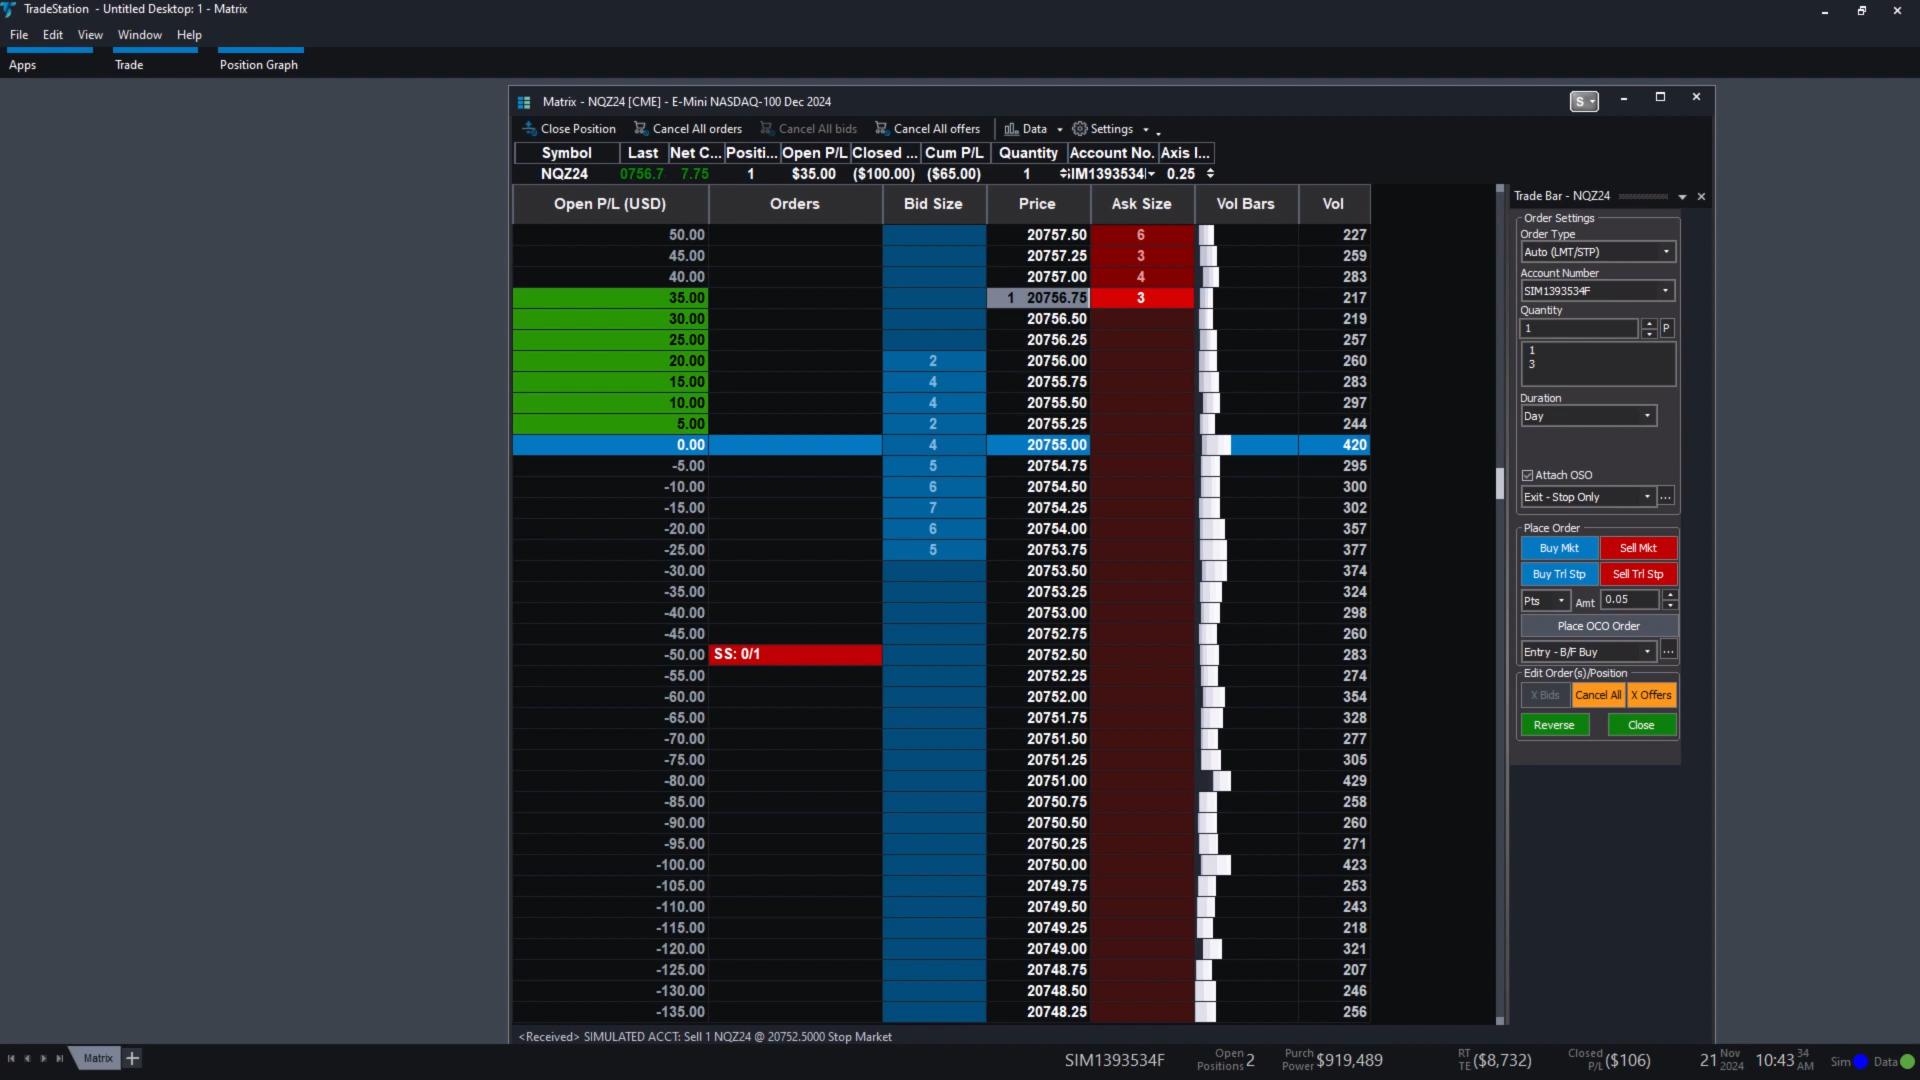 TradeStation - Untitled Desktop: 1 - Matrix
File Edit View Window Help
Apps Trade Position Graph
Matrix - NQZ24 [CME] - E-Mini NASDAQ-100 Dec 2024
S
Close Position Cancel All orders Cancel All bids Cancel All offers Data Settings
Symbol Last Net C... Positi... Open P/L Closed ... Cum P/L Quantity Account No. Axis I...
NQZ24 0756.7 7.75 1 $35.00 ($100.00) ($65.00) 1 SIM1393534I 0.25
Open P/L (USD) Orders Bid Size Price Ask Size Vol Bars Vol
50.00 20757.50 6 227
45.00 20757.25 3 259
40.00 20757.00 4 283
35.00 1 20756.75 3 217
30.00 20756.50 219
25.00 20756.25 257
20.00 2 20756.00 260
15.00 4 20755.75 283
10.00 4 20755.50 297
5.00 2 20755.25 244
0.00 4 20755.00 420
-5.00 5 20754.75 295
-10.00 6 20754.50 300
-15.00 7 20754.25 302
-20.00 6 20754.00 357
-25.00 5 20753.75 377
-30.00 20753.50 374
-35.00 20753.25 324
-40.00 20753.00 298
-45.00 20752.75 260
-50.00 SS: 0/1 20752.50 283
-55.00 20752.25 274
-60.00 20752.00 354
-65.00 20751.75 328
-70.00 20751.50 277
-75.00 20751.25 305
-80.00 20751.00 429
-85.00 20750.75 258
-90.00 20750.50 260
-95.00 20750.25 271
-100.00 20750.00 423
-105.00 20749.75 253
-110.00 20749.50 243
-115.00 20749.25 218
-120.00 20749.00 321
-125.00 20748.75 207
-130.00 20748.50 246
-135.00 20748.25 256
<Received> SIMULATED ACCT: Sell 1 NQZ24 @ 20752.5000 Stop Market
Trade Bar - NQZ24
Order Settings
Order Type
Auto (LMT/STP)
Account Number
SIM1393534F
Quantity
1 P
1
3
Duration
Day
Attach OSO
Exit - Stop Only ...
Place Order
Buy Mkt Sell Mkt
Buy Trl Stp Sell Trl Stp
Pts Amt 0.05
Place OCO Order
Entry - B/F Buy ...
Edit Order(s)/Position
X Bids Cancel All X Offers
Reverse Close
Matrix
SIM1393534F
Open Positions 2
Purch Power $919,489
RT TE ($8,732)
Closed P/L ($106)
21 Nov 2024 10:43 34 AM
Sim Data